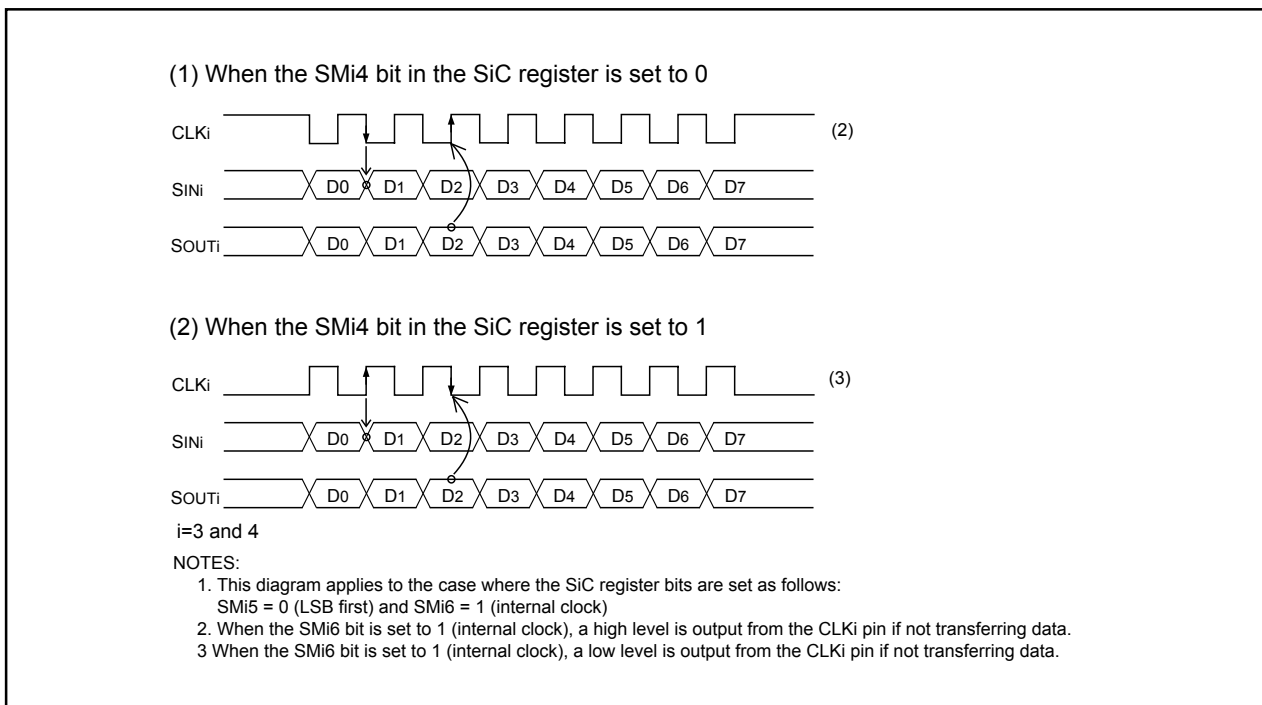 (1) When the SMi4 bit in the SiC register is set to 0
CLKi
(2)
SINi D0 D1 D2 D3 D4 D5 D6 D7
SOUTi D0 D1 D2 D3 D4 D5 D6 D7
(2) When the SMi4 bit in the SiC register is set to 1
CLKi
(3)
SINi D0 D1 D2 D3 D4 D5 D6 D7
SOUTi D0 D1 D2 D3 D4 D5 D6 D7
i=3 and 4
NOTES:
1. This diagram applies to the case where the SiC register bits are set as follows:
SMi5 = 0 (LSB first) and SMi6 = 1 (internal clock)
2. When the SMi6 bit is set to 1 (internal clock), a high level is output from the CLKi pin if not transferring data.
3 When the SMi6 bit is set to 1 (internal clock), a low level is output from the CLKi pin if not transferring data.